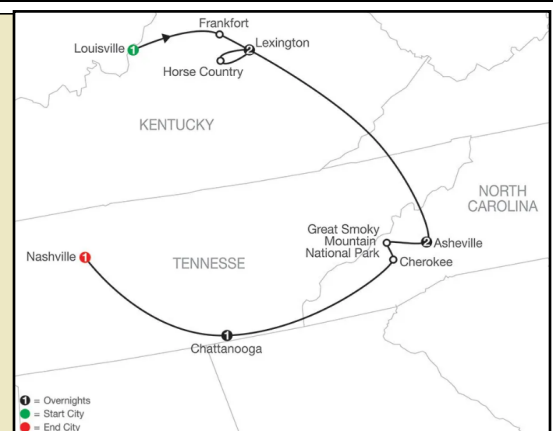 Frankfort
Louisville 1
2 Lexington
Horse Country
KENTUCKY
NORTH
CAROLINA
Great Smoky
Mountain
National Park
2 Asheville
Cherokee
Nashville 1
TENNESSEE
1
Chattanooga
1 = Overnights
= Start City
= End City